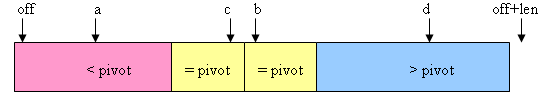 off a c b d off+len
< pivot = pivot = pivot > pivot